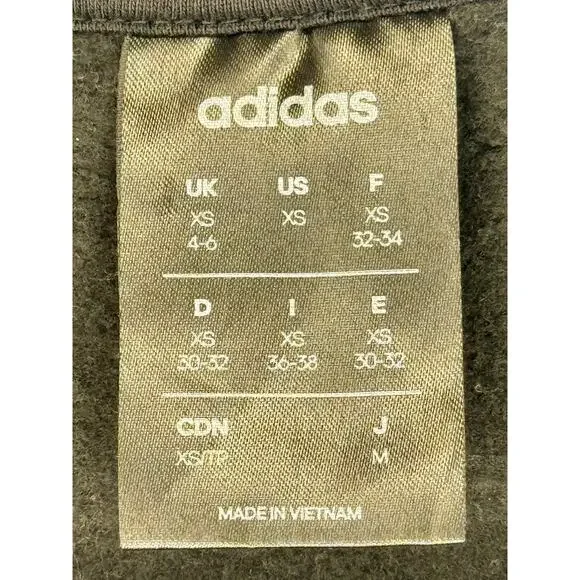 adidas
UK US F
XS XS XS
4-6 32-34
D I E
XS XS XS
30-32 36-38 30-32
CDN J
XS/TP M
MADE IN VIETNAM